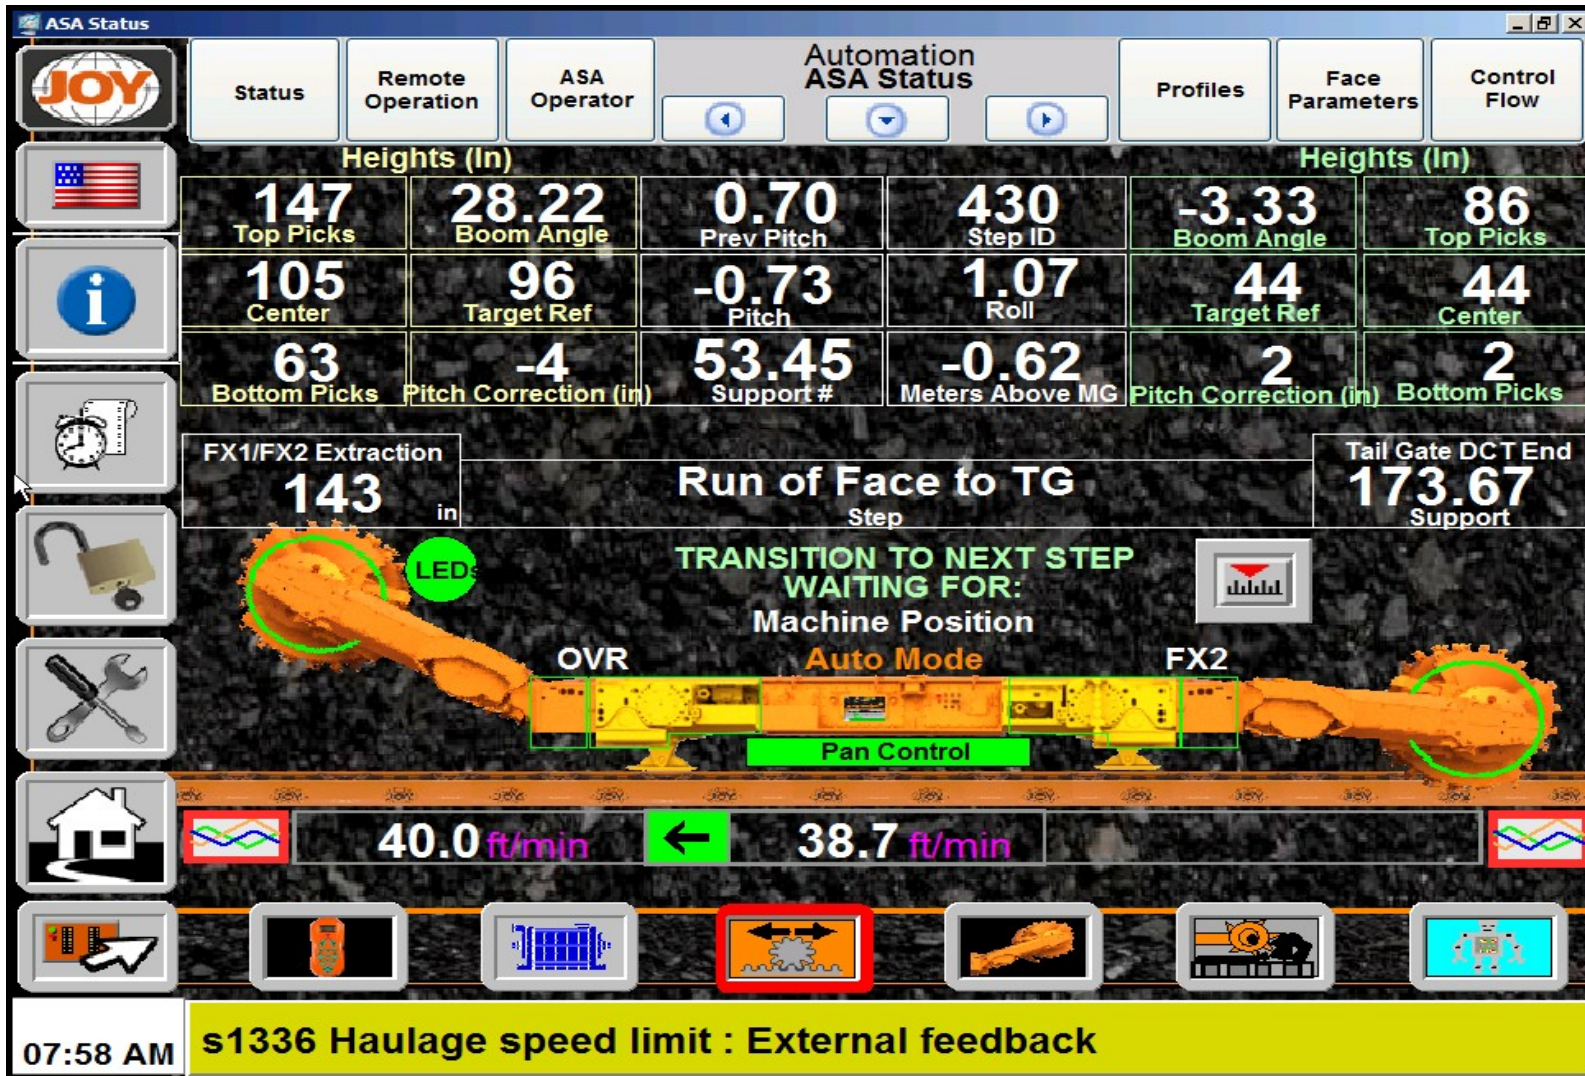 ASA Status
JOY
Status
Remote Operation
ASA Operator
Automation
ASA Status
Profiles
Face Parameters
Control Flow
Heights (In)
Heights (In)
147
Top Picks
28.22
Boom Angle
0.70
Prev Pitch
430
Step ID
-3.33
Boom Angle
86
Top Picks
105
Center
96
Target Ref
-0.73
Pitch
1.07
Roll
44
Target Ref
44
Center
63
Bottom Picks
-4
Pitch Correction (in)
53.45
Support #
-0.62
Meters Above MG
2
Pitch Correction (in)
2
Bottom Picks
FX1/FX2 Extraction
143 in
Run of Face to TG
Step
Tail Gate DCT End
173.67
Support
LEDs
TRANSITION TO NEXT STEP
WAITING FOR:
Machine Position
OVR
Auto Mode
FX2
Pan Control
40.0 ft/min
38.7 ft/min
07:58 AM
s1336 Haulage speed limit : External feedback